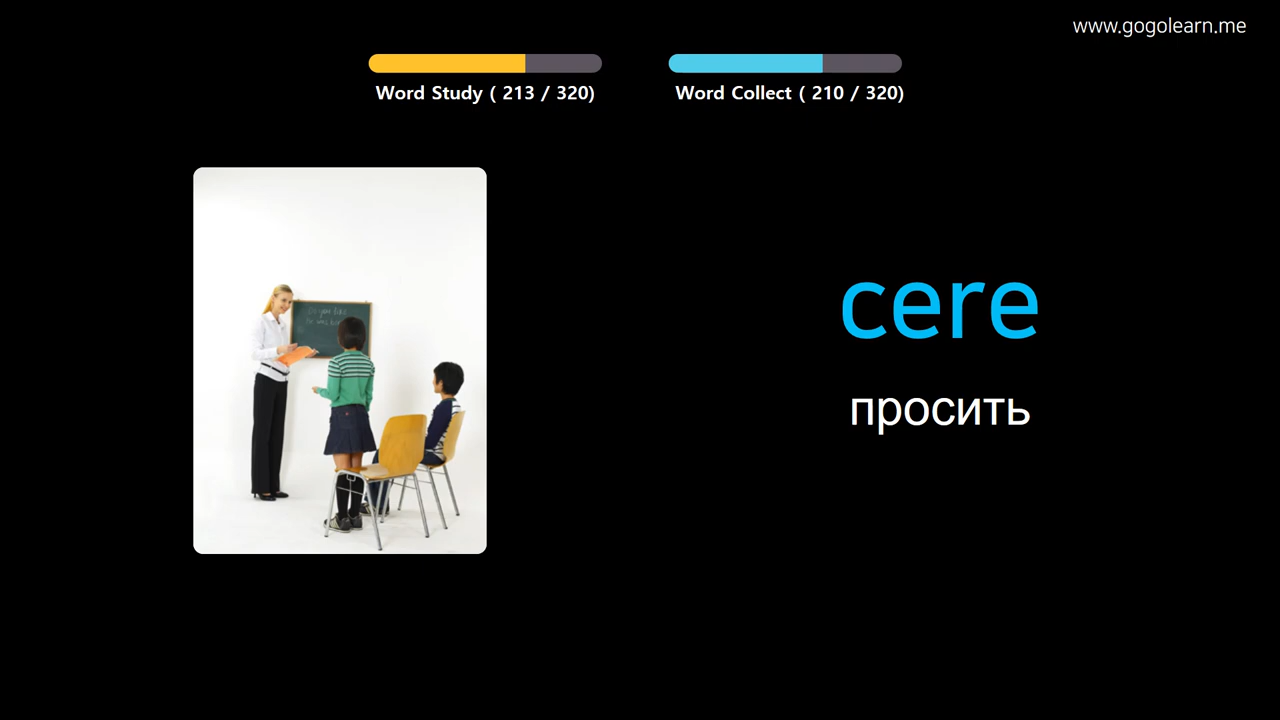 www.gogolearn.me
Word Study ( 213 / 320)
Word Collect ( 210 / 320)
cere
просить